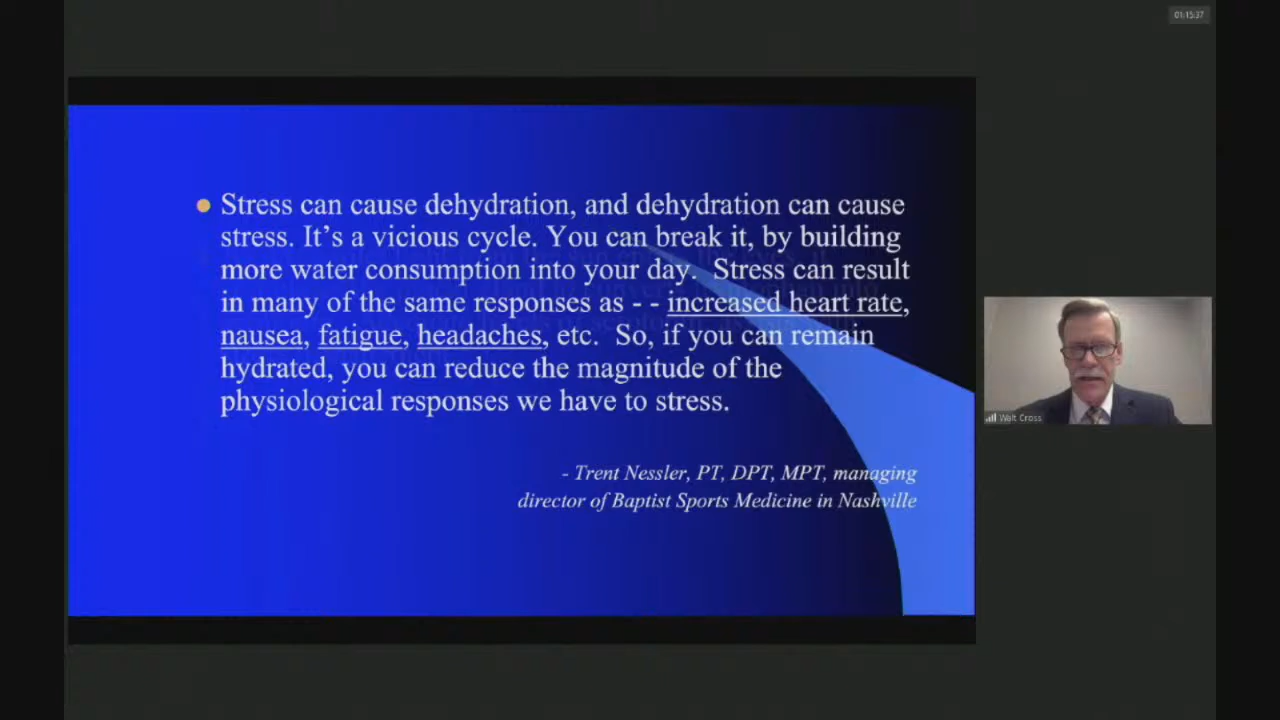 01:15:37
Stress can cause dehydration, and dehydration can cause
stress. It’s a vicious cycle. You can break it, by building
more water consumption into your day.  Stress can result
in many of the same responses as - - increased heart rate,
nausea, fatigue, headaches, etc.  So, if you can remain
hydrated, you can reduce the magnitude of the
physiological responses we have to stress.
- Trent Nessler, PT, DPT, MPT, managing
director of Baptist Sports Medicine in Nashville
Walt Cross